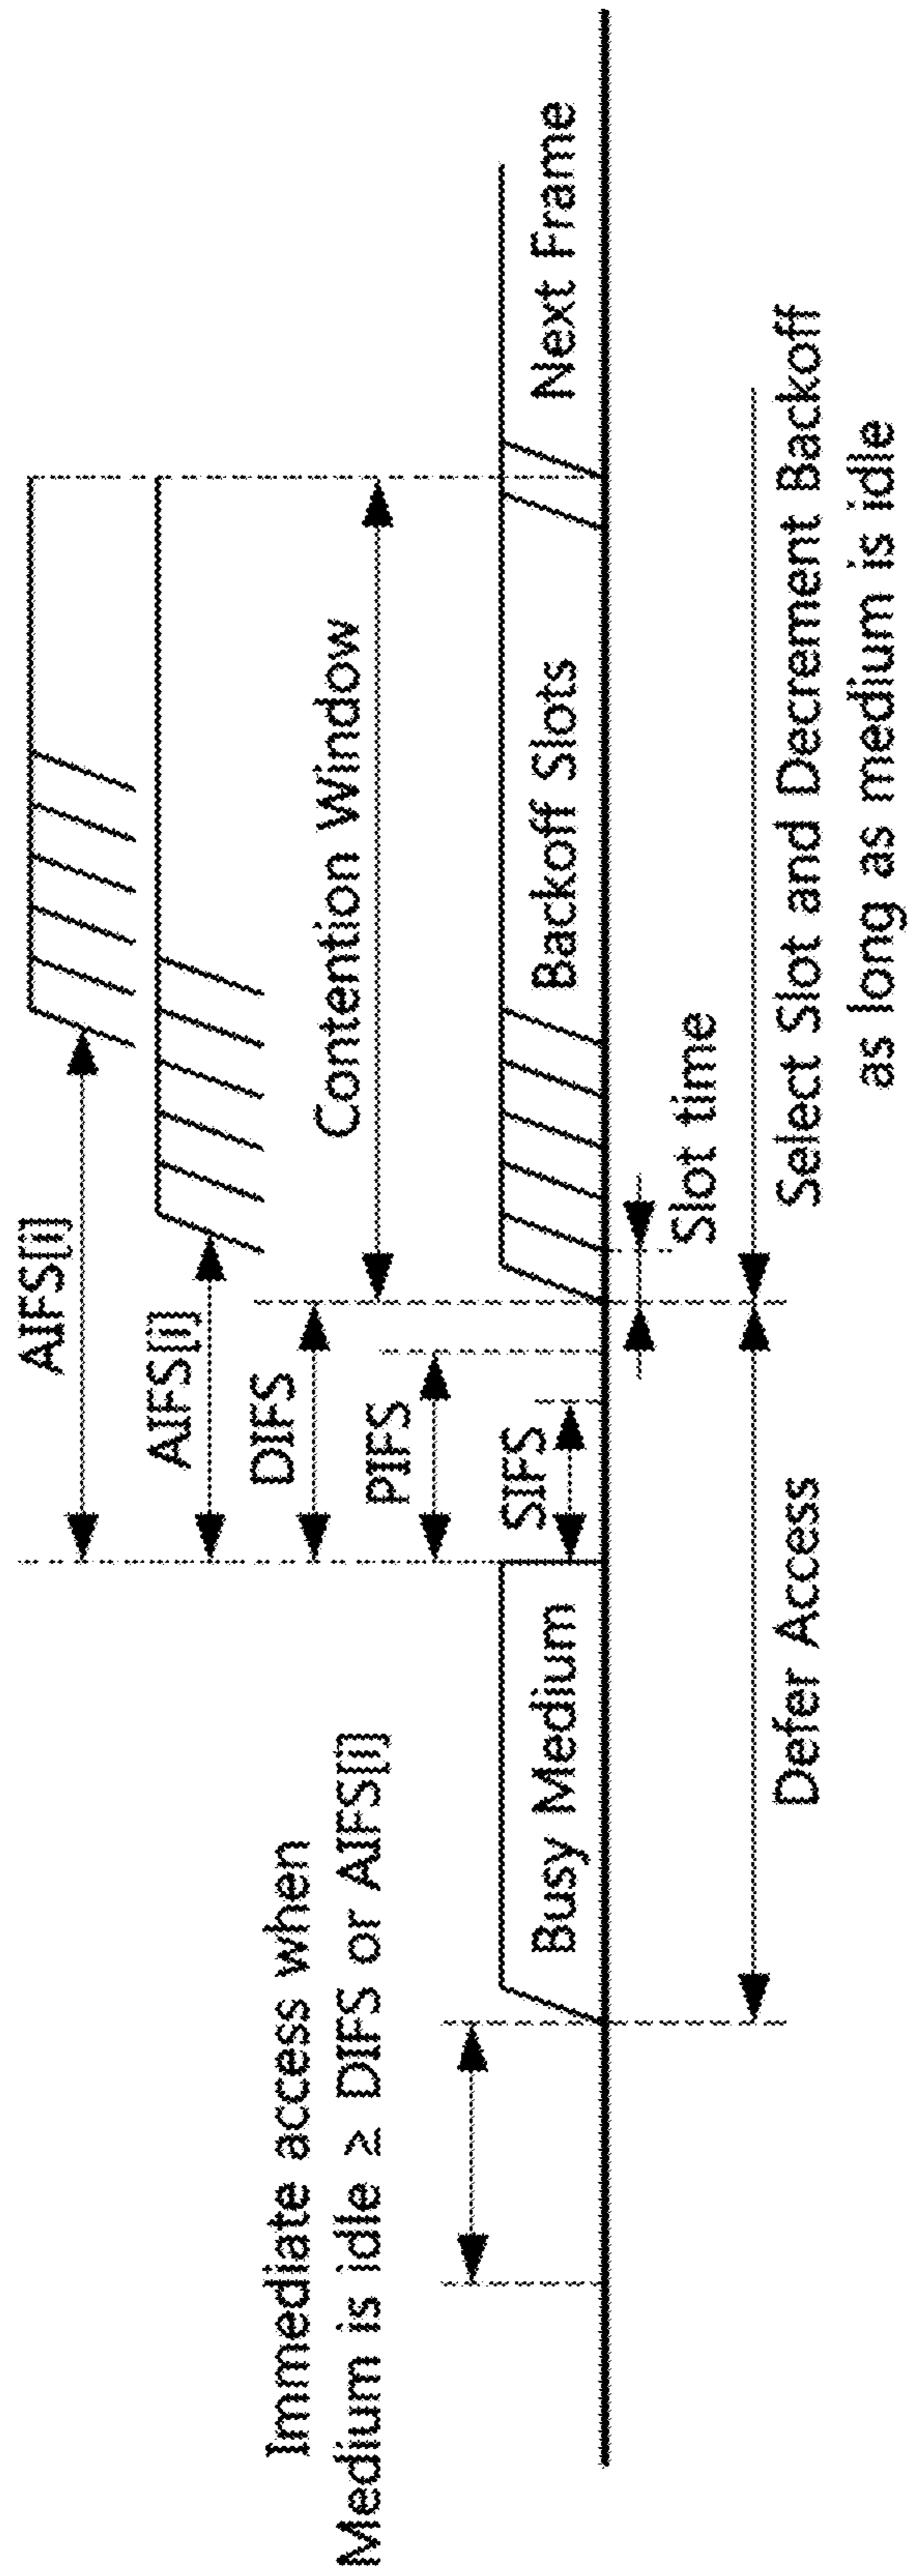 AIFS[i]
AIFS[i]
Immediate access when
Medium is idle ≥ DIFS or AIFS[i]
DIFS
Contention Window
PIFS
SIFS
Busy Medium
Backoff Slots
Next Frame
Slot time
Defer Access
Select Slot and Decrement Backoff
as long as medium is idle